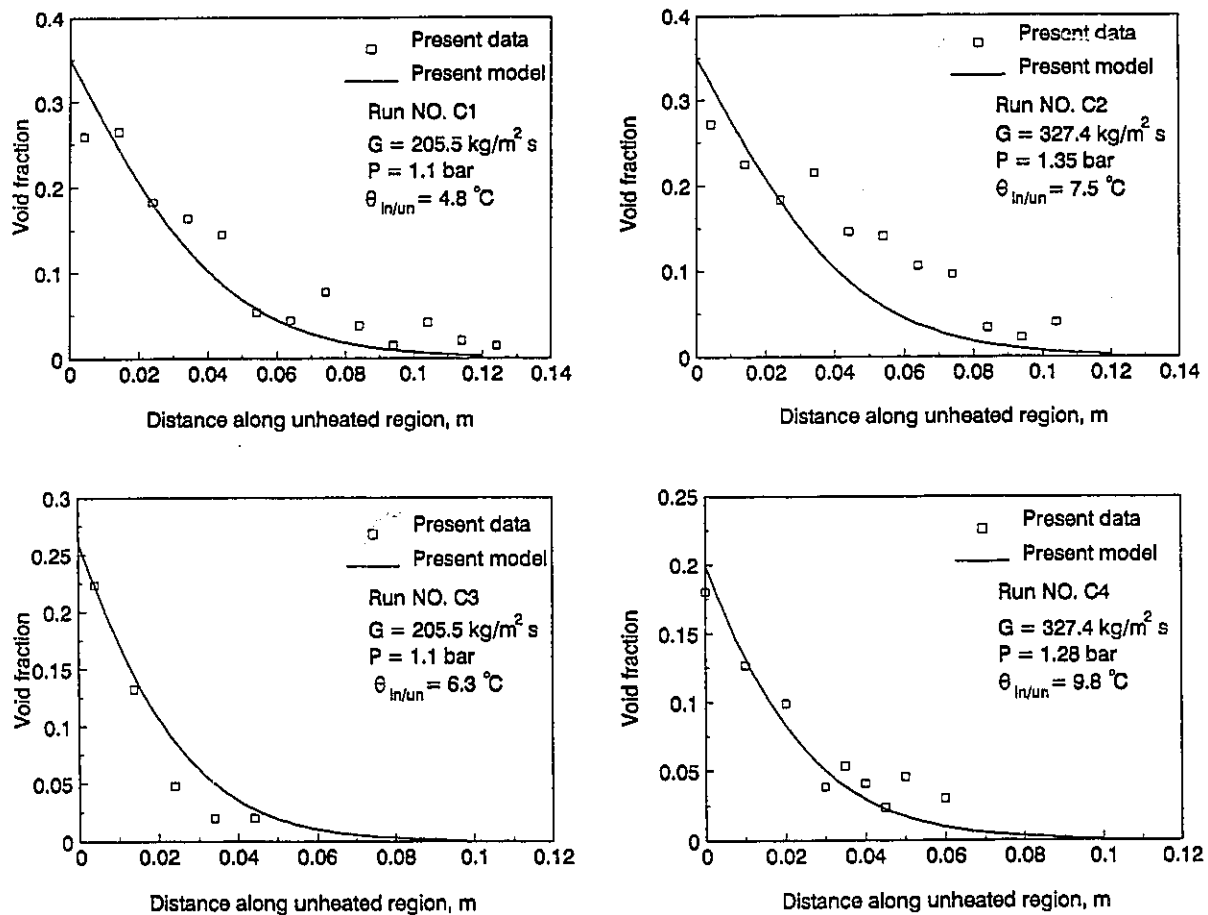 0.4
0.3
0.2
0.1
0
Void fraction
Present data
Present model
Run NO. C1
G = 205.5 kg/m² s
P = 1.1 bar
θ in/un = 4.8 °C
0 0.02 0.04 0.06 0.08 0.1 0.12 0.14
Distance along unheated region, m
0.4
0.3
0.2
0.1
0
Void fraction
Present data
Present model
Run NO. C2
G = 327.4 kg/m² s
P = 1.35 bar
θ in/un = 7.5 °C
0 0.02 0.04 0.06 0.08 0.1 0.12 0.14
Distance along unheated region, m
0.3
0.25
0.2
0.15
0.1
0.05
0
Void fraction
Present data
Present model
Run NO. C3
G = 205.5 kg/m² s
P = 1.1 bar
θ in/un = 6.3 °C
0 0.02 0.04 0.06 0.08 0.1 0.12
Distance along unheated region, m
0.25
0.2
0.15
0.1
0.05
0
Void fraction
Present data
Present model
Run NO. C4
G = 327.4 kg/m² s
P = 1.28 bar
θ in/un = 9.8 °C
0 0.02 0.04 0.06 0.08 0.1 0.12
Distance along unheated region, m